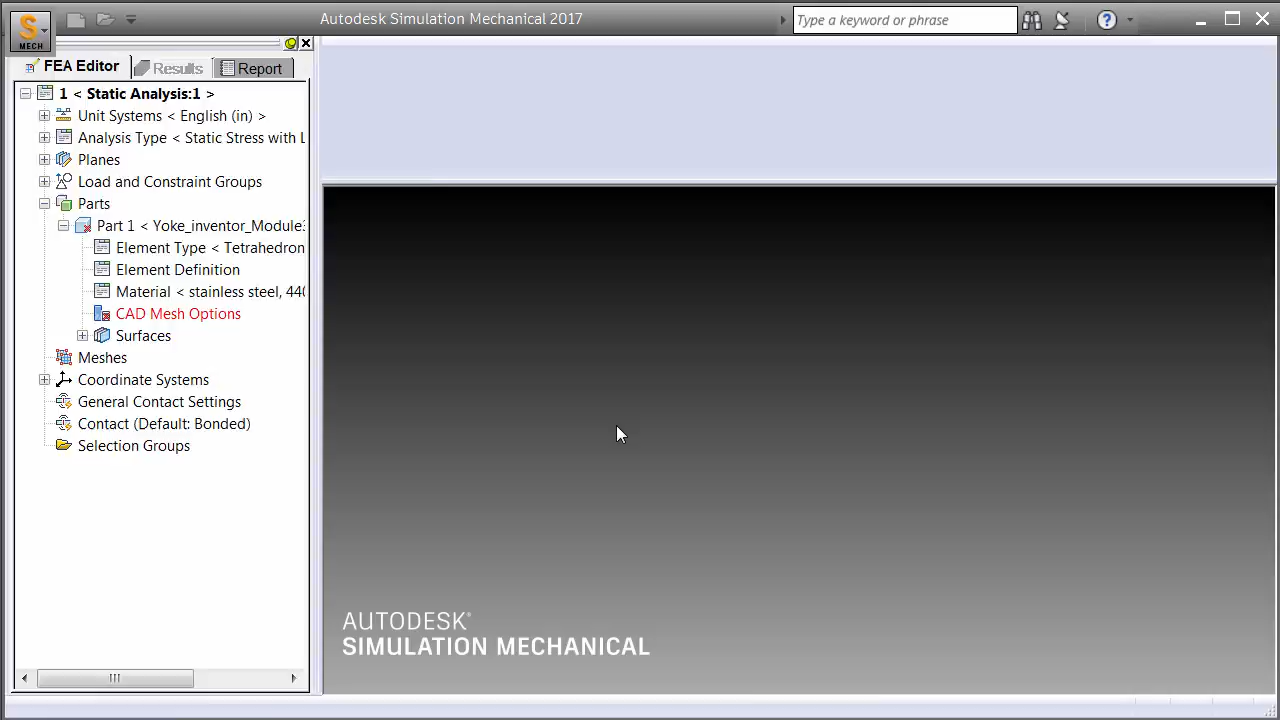 Autodesk Simulation Mechanical 2017
Type a keyword or phrase
MECH
FEA Editor
Results
Report
1 < Static Analysis:1 >
Unit Systems < English (in) >
Analysis Type < Static Stress with L
Planes
Load and Constraint Groups
Parts
Part 1 < Yoke_inventor_Module
Element Type < Tetrahedron
Element Definition
Material < stainless steel, 440
CAD Mesh Options
Surfaces
Meshes
Coordinate Systems
General Contact Settings
Contact (Default: Bonded)
Selection Groups
AUTODESK®
SIMULATION MECHANICAL